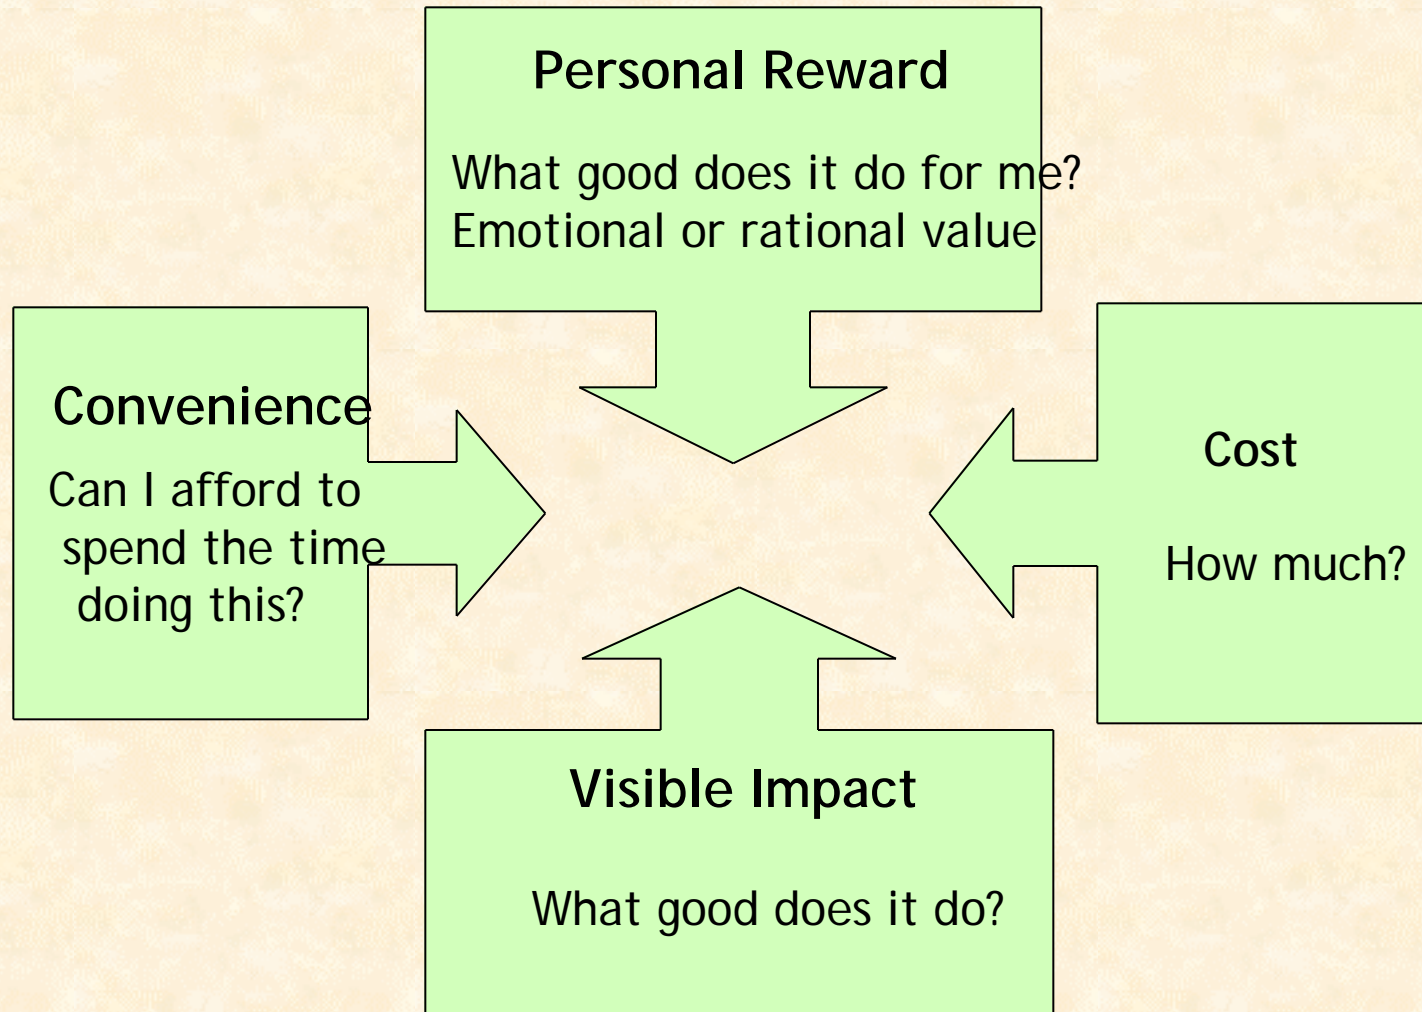 Personal Reward
What good does it do for me?
Emotional or rational value
Convenience
Can I afford to
spend the time
doing this?
Cost
How much?
Visible Impact
What good does it do?